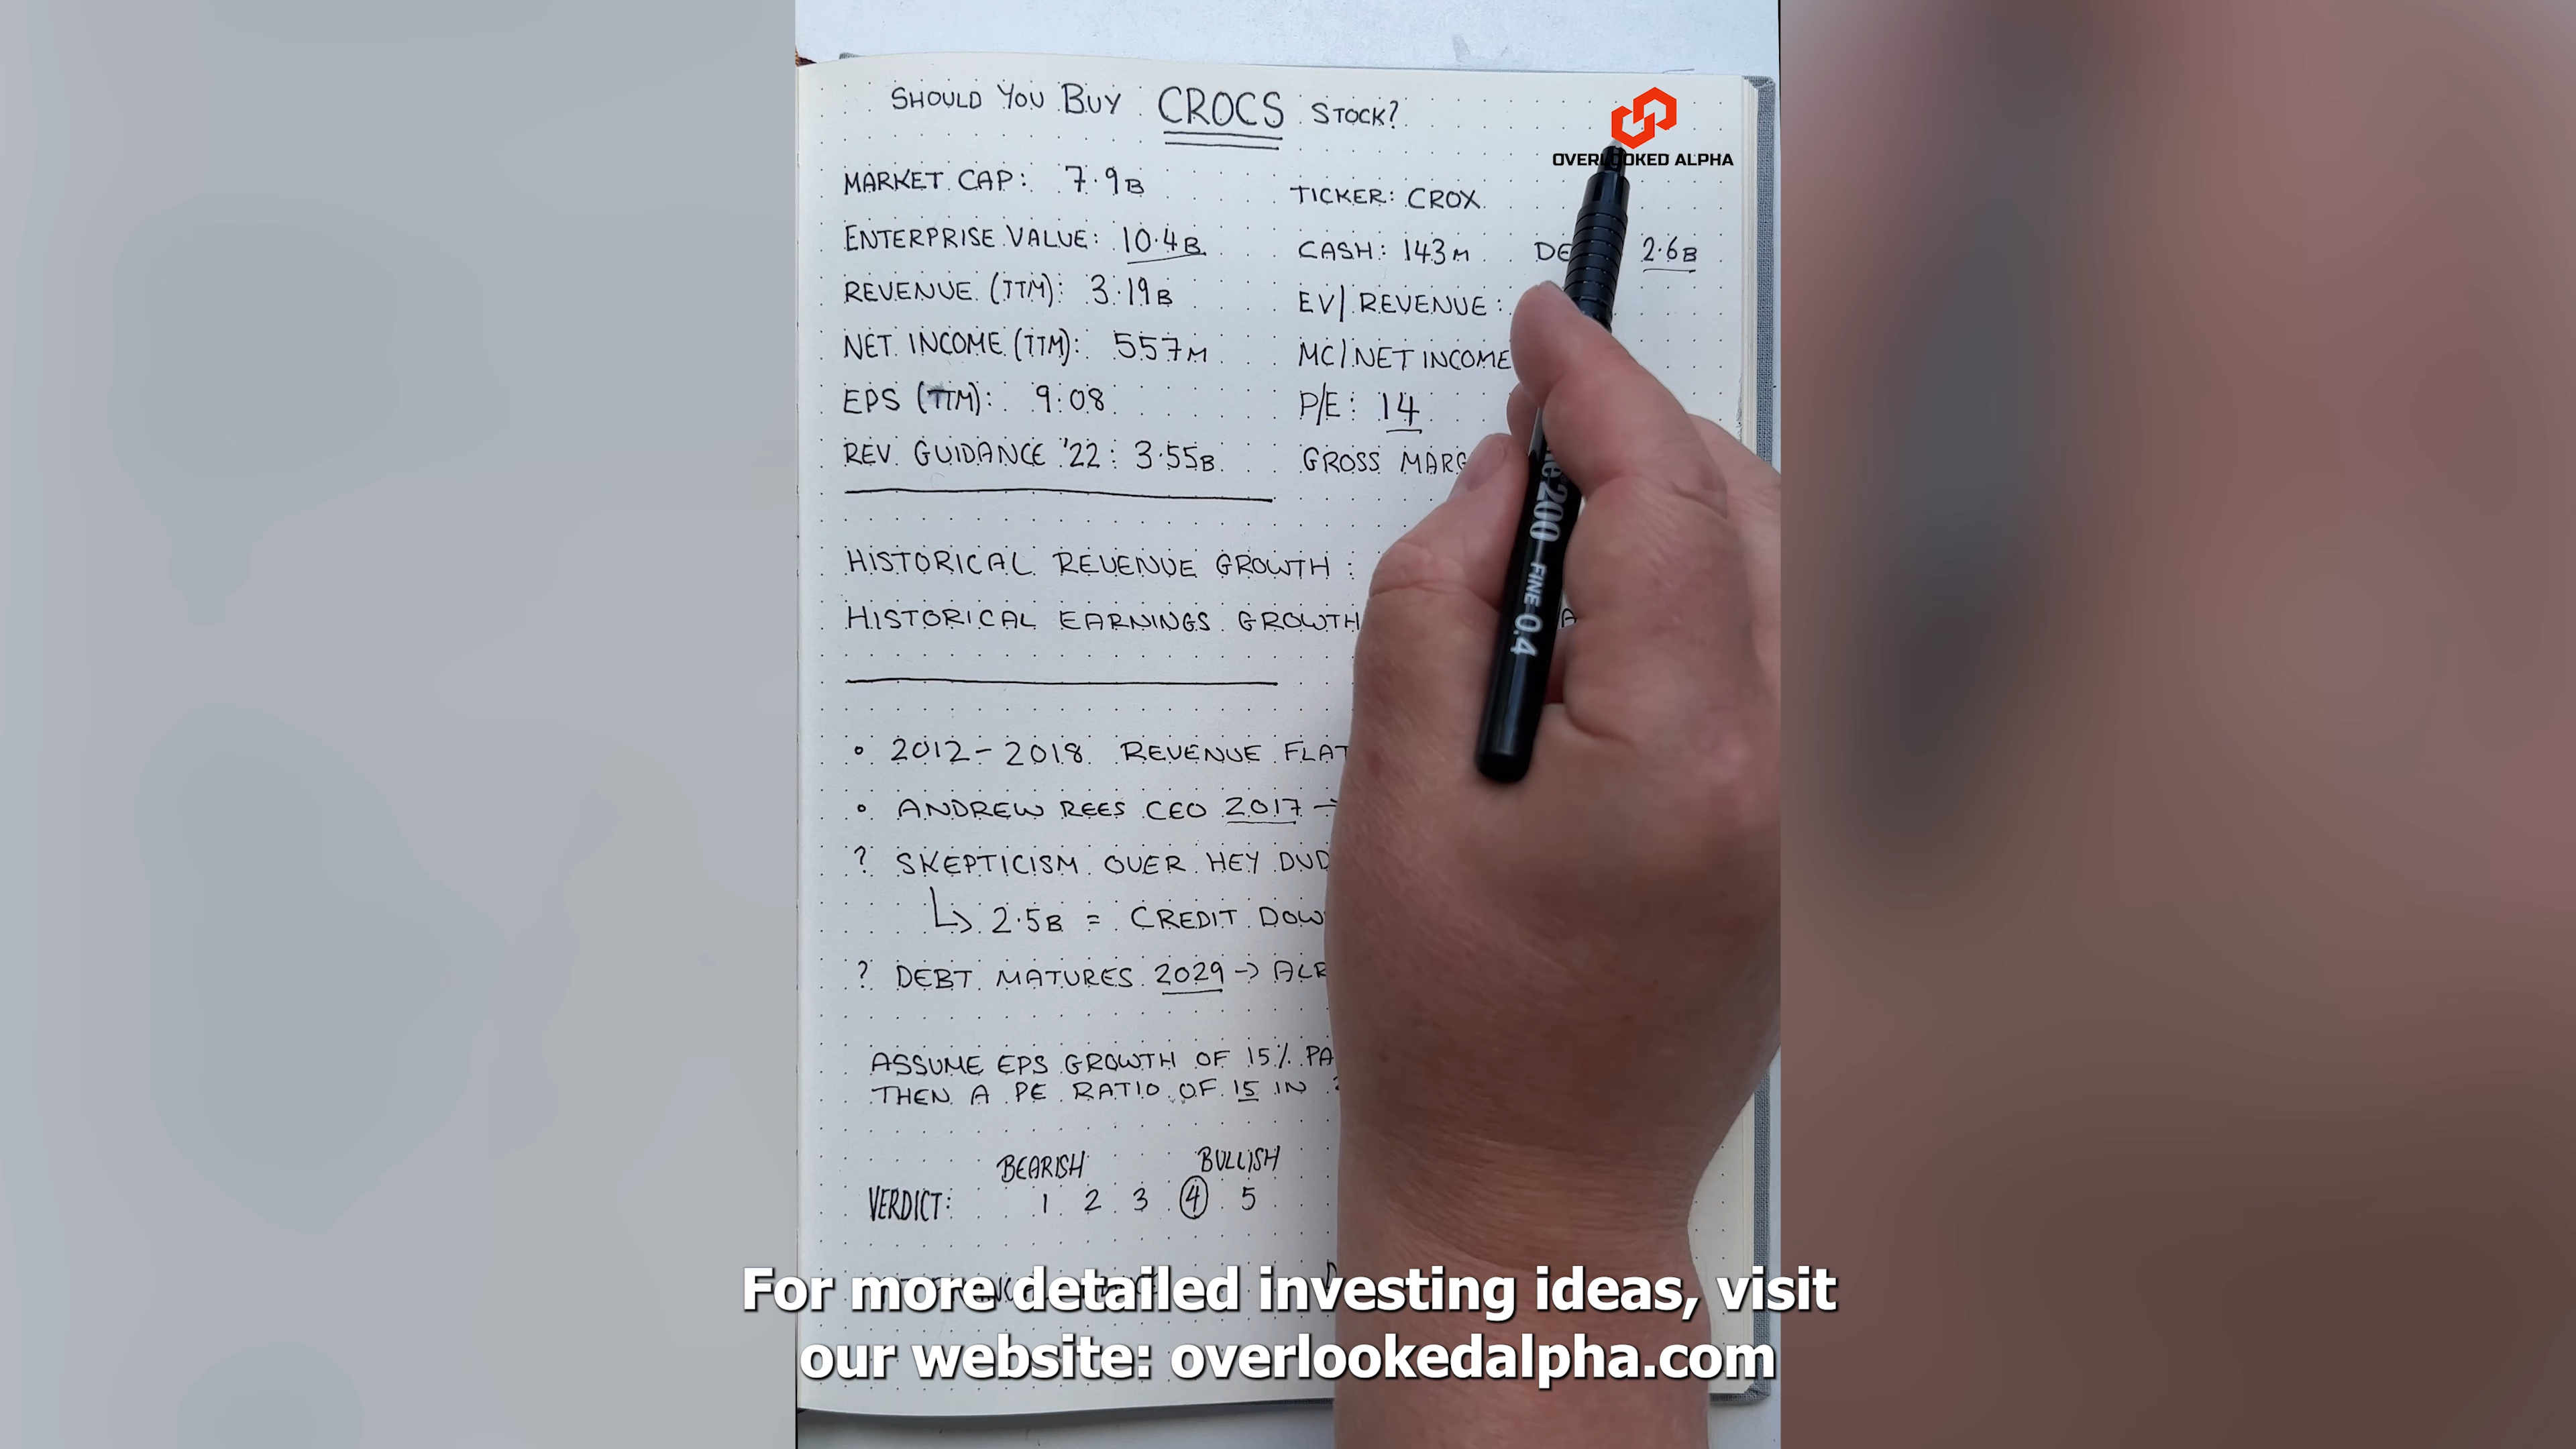 SHOULD YOU BUY CROCS STOCK?
OVERLOOKED ALPHA
MARKET CAP: 7.9B
TICKER: CROX
ENTERPRISE VALUE: 10.4B
CASH: 143M
2.6B
REVENUE (TTM): 3.19B
EV/REVENUE:
NET INCOME (TTM): 557M
MC/NET INCOME
EPS (TTM): 9.08
P/E: 14
REV. GUIDANCE '22: 3.55B
GROSS
HISTORICAL REVENUE GROWTH:
HISTORICAL EARNINGS GROWTH
2012-2018 REVENUE FLAT
ANDREW REES CEO 2017 →
? SKEPTICISM OVER HEY
↳ 2.5B = CREDIT
? DEBT MATURES 2029 →
ASSUME EPS GROWTH OF 15% PA
THEN A PE RATIO OF 15 IN
BEARISH BULLISH
VERDICT: 1 2 3 4 5
For more detailed investing ideas, visit
our website: overlookedalpha.com
200 - FINE 0.4